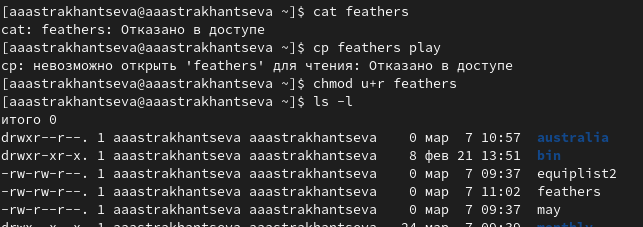 [aaastrakhantseva@aaastrakhantseva ~]$ cat feathers
cat: feathers: Отказано в доступе
[aaastrakhantseva@aaastrakhantseva ~]$ cp feathers play
cp: невозможно открыть 'feathers' для чтения: Отказано в доступе
[aaastrakhantseva@aaastrakhantseva ~]$ chmod u+r feathers
[aaastrakhantseva@aaastrakhantseva ~]$ ls -l
итого 0
drwxr--r--. 1 aaastrakhantseva aaastrakhantseva 0 мар 7 10:57 australia
drwxr-xr-x. 1 aaastrakhantseva aaastrakhantseva 8 фев 21 13:51 bin
-rw-rw-r--. 1 aaastrakhantseva aaastrakhantseva 0 мар 7 09:37 equiplist2
-rw-rw-r--. 1 aaastrakhantseva aaastrakhantseva 0 мар 7 11:02 feathers
-rw-r--r--. 1 aaastrakhantseva aaastrakhantseva 0 мар 7 09:37 may
drwx--x--x. 1 aaastrakhantseva aaastrakhantseva 24 мар 7 09:39 monthly